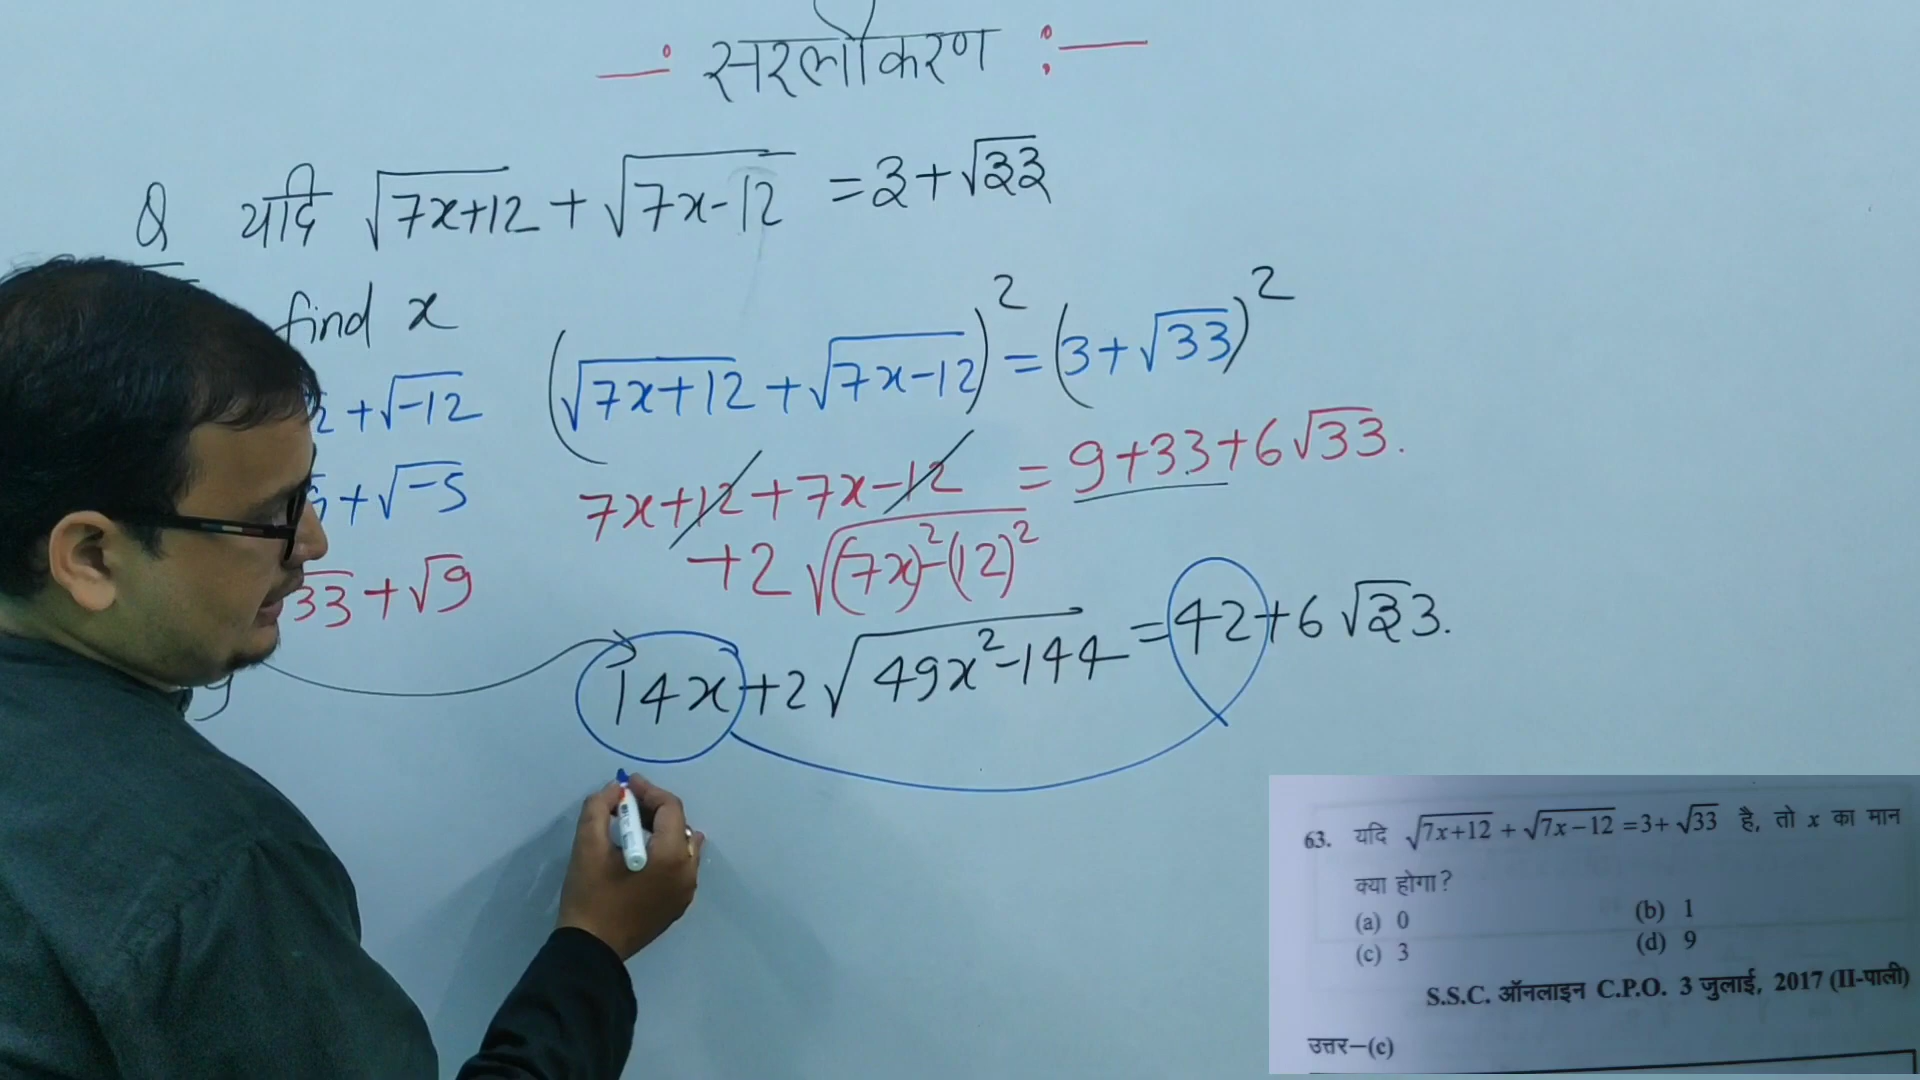 —: सरलीकरण :—
Q यदि √7x+12 + √7x-12 = 3+√33
find x
2 + √-12
(√7x+12 + √7x-12)² = (3+√33)²
+ √-5
7x+12+7x-12 = 9+33+6√33.
+2√(7x)²-(12)²
33 + √9
14x+2√49x²-144 = 42+6√33.
63. यदि √7x+12 + √7x-12 =3+ √33 है, तो x का मान
क्या होगा?
(a) 0 (b) 1
(c) 3 (d) 9
S.S.C. ऑनलाइन C.P.O. 3 जुलाई, 2017 (II-पाली)
उत्तर–(c)